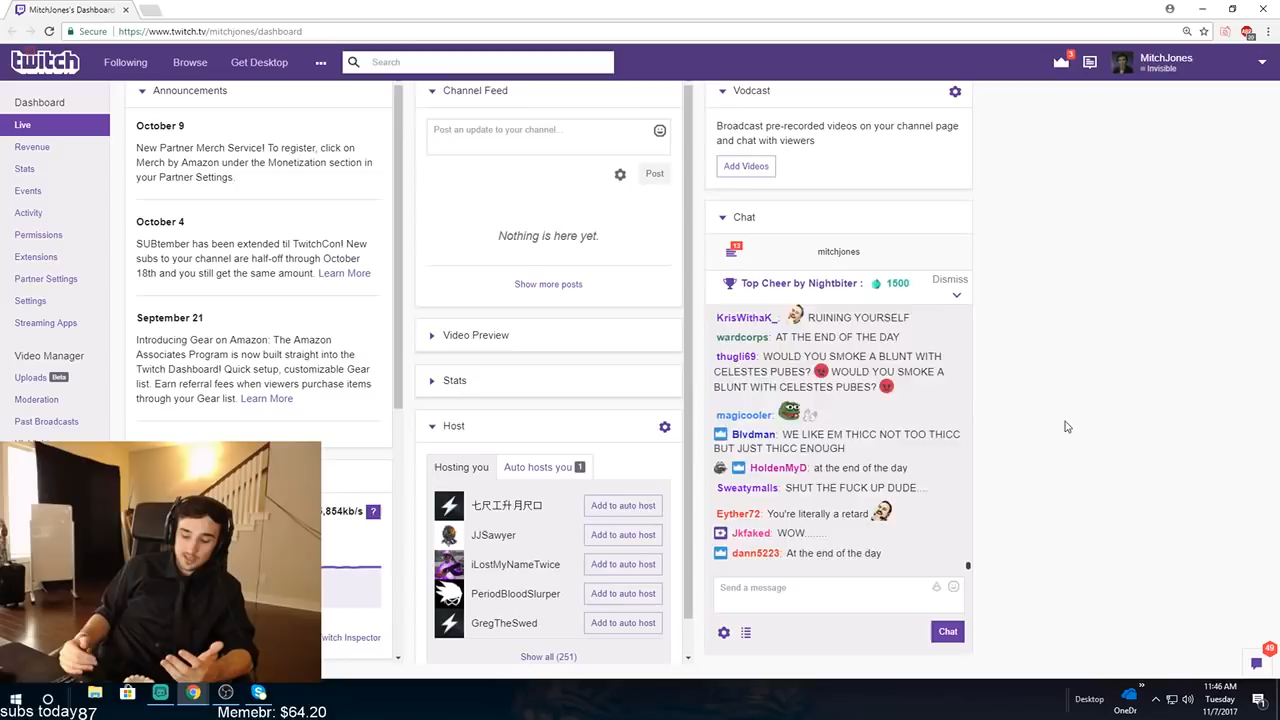 MitchJones's Dashboard
Secure
https://www.twitch.tv/mitchjones/dashboard
twitch
Following
Browse
Get Desktop
Search
3
MitchJones
Invisible
Dashboard
Live
Revenue
Stats
Events
Activity
Permissions
Extensions
Partner Settings
Settings
Streaming Apps
Video Manager
Uploads Beta
Moderation
Past Broadcasts
Announcements
October 9
New Partner Merch Service! To register, click on
Merch by Amazon under the Monetization section in
your Partner Settings.
October 4
SUBtember has been extended til TwitchCon! New
subs to your channel are half-off through October
18th and you still get the same amount. Learn More
September 21
Introducing Gear on Amazon: The Amazon
Associates Program is now built straight into the
Twitch Dashboard! Quick setup, customizable Gear
list. Earn referral fees when viewers purchase items
through your Gear list. Learn More
,854kb/s ?
Twitch Inspector
Channel Feed
Post an update to your channel...
Post
Nothing is here yet.
Show more posts
Video Preview
Stats
Host
Hosting you
Auto hosts you 1
七尺工升月尺口 Add to auto host
JJSawyer Add to auto host
iLostMyNameTwice Add to auto host
PeriodBloodSlurper Add to auto host
GregTheSwed Add to auto host
Show all (251)
Vodcast
Broadcast pre-recorded videos on your channel page
and chat with viewers
Add Videos
Chat
13
mitchjones
Top Cheer by Nightbiter : 1500
Dismiss
KrisWithaK_: RUINING YOURSELF
wardcorps: AT THE END OF THE DAY
thugli69: WOULD YOU SMOKE A BLUNT WITH
CELESTES PUBES? WOULD YOU SMOKE A
BLUNT WITH CELESTES PUBES?
magicooler:
Blvdman: WE LIKE EM THICC NOT TOO THICC
BUT JUST THICC ENOUGH
HoldenMyD: at the end of the day
Sweatymalls: SHUT THE FUCK UP DUDE....
Eyther72: You're literally a retard
Jkfaked: WOW........
dann5223: At the end of the day
Send a message
Chat
49
subs today87
Memebr: $64.20
Desktop
OneDr
11:46 AM
Tuesday
11/7/2017